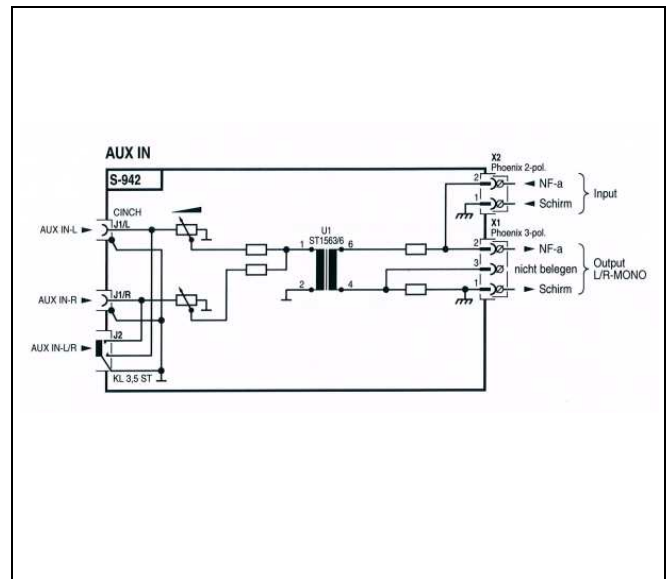 AUX IN
S-942
X2
Phoenix 2-pol.
2
NF-a
Input
1
Schirm
CINCH
AUX IN-L
J1/L
U1
ST1563/6
X1
Phoenix 3-pol.
1
6
2
NF-a
Output
L/R-MONO
3
nicht belegen
2
4
1
Schirm
AUX IN-R
J1/R
J2
AUX IN-L/R
KL 3,5 ST